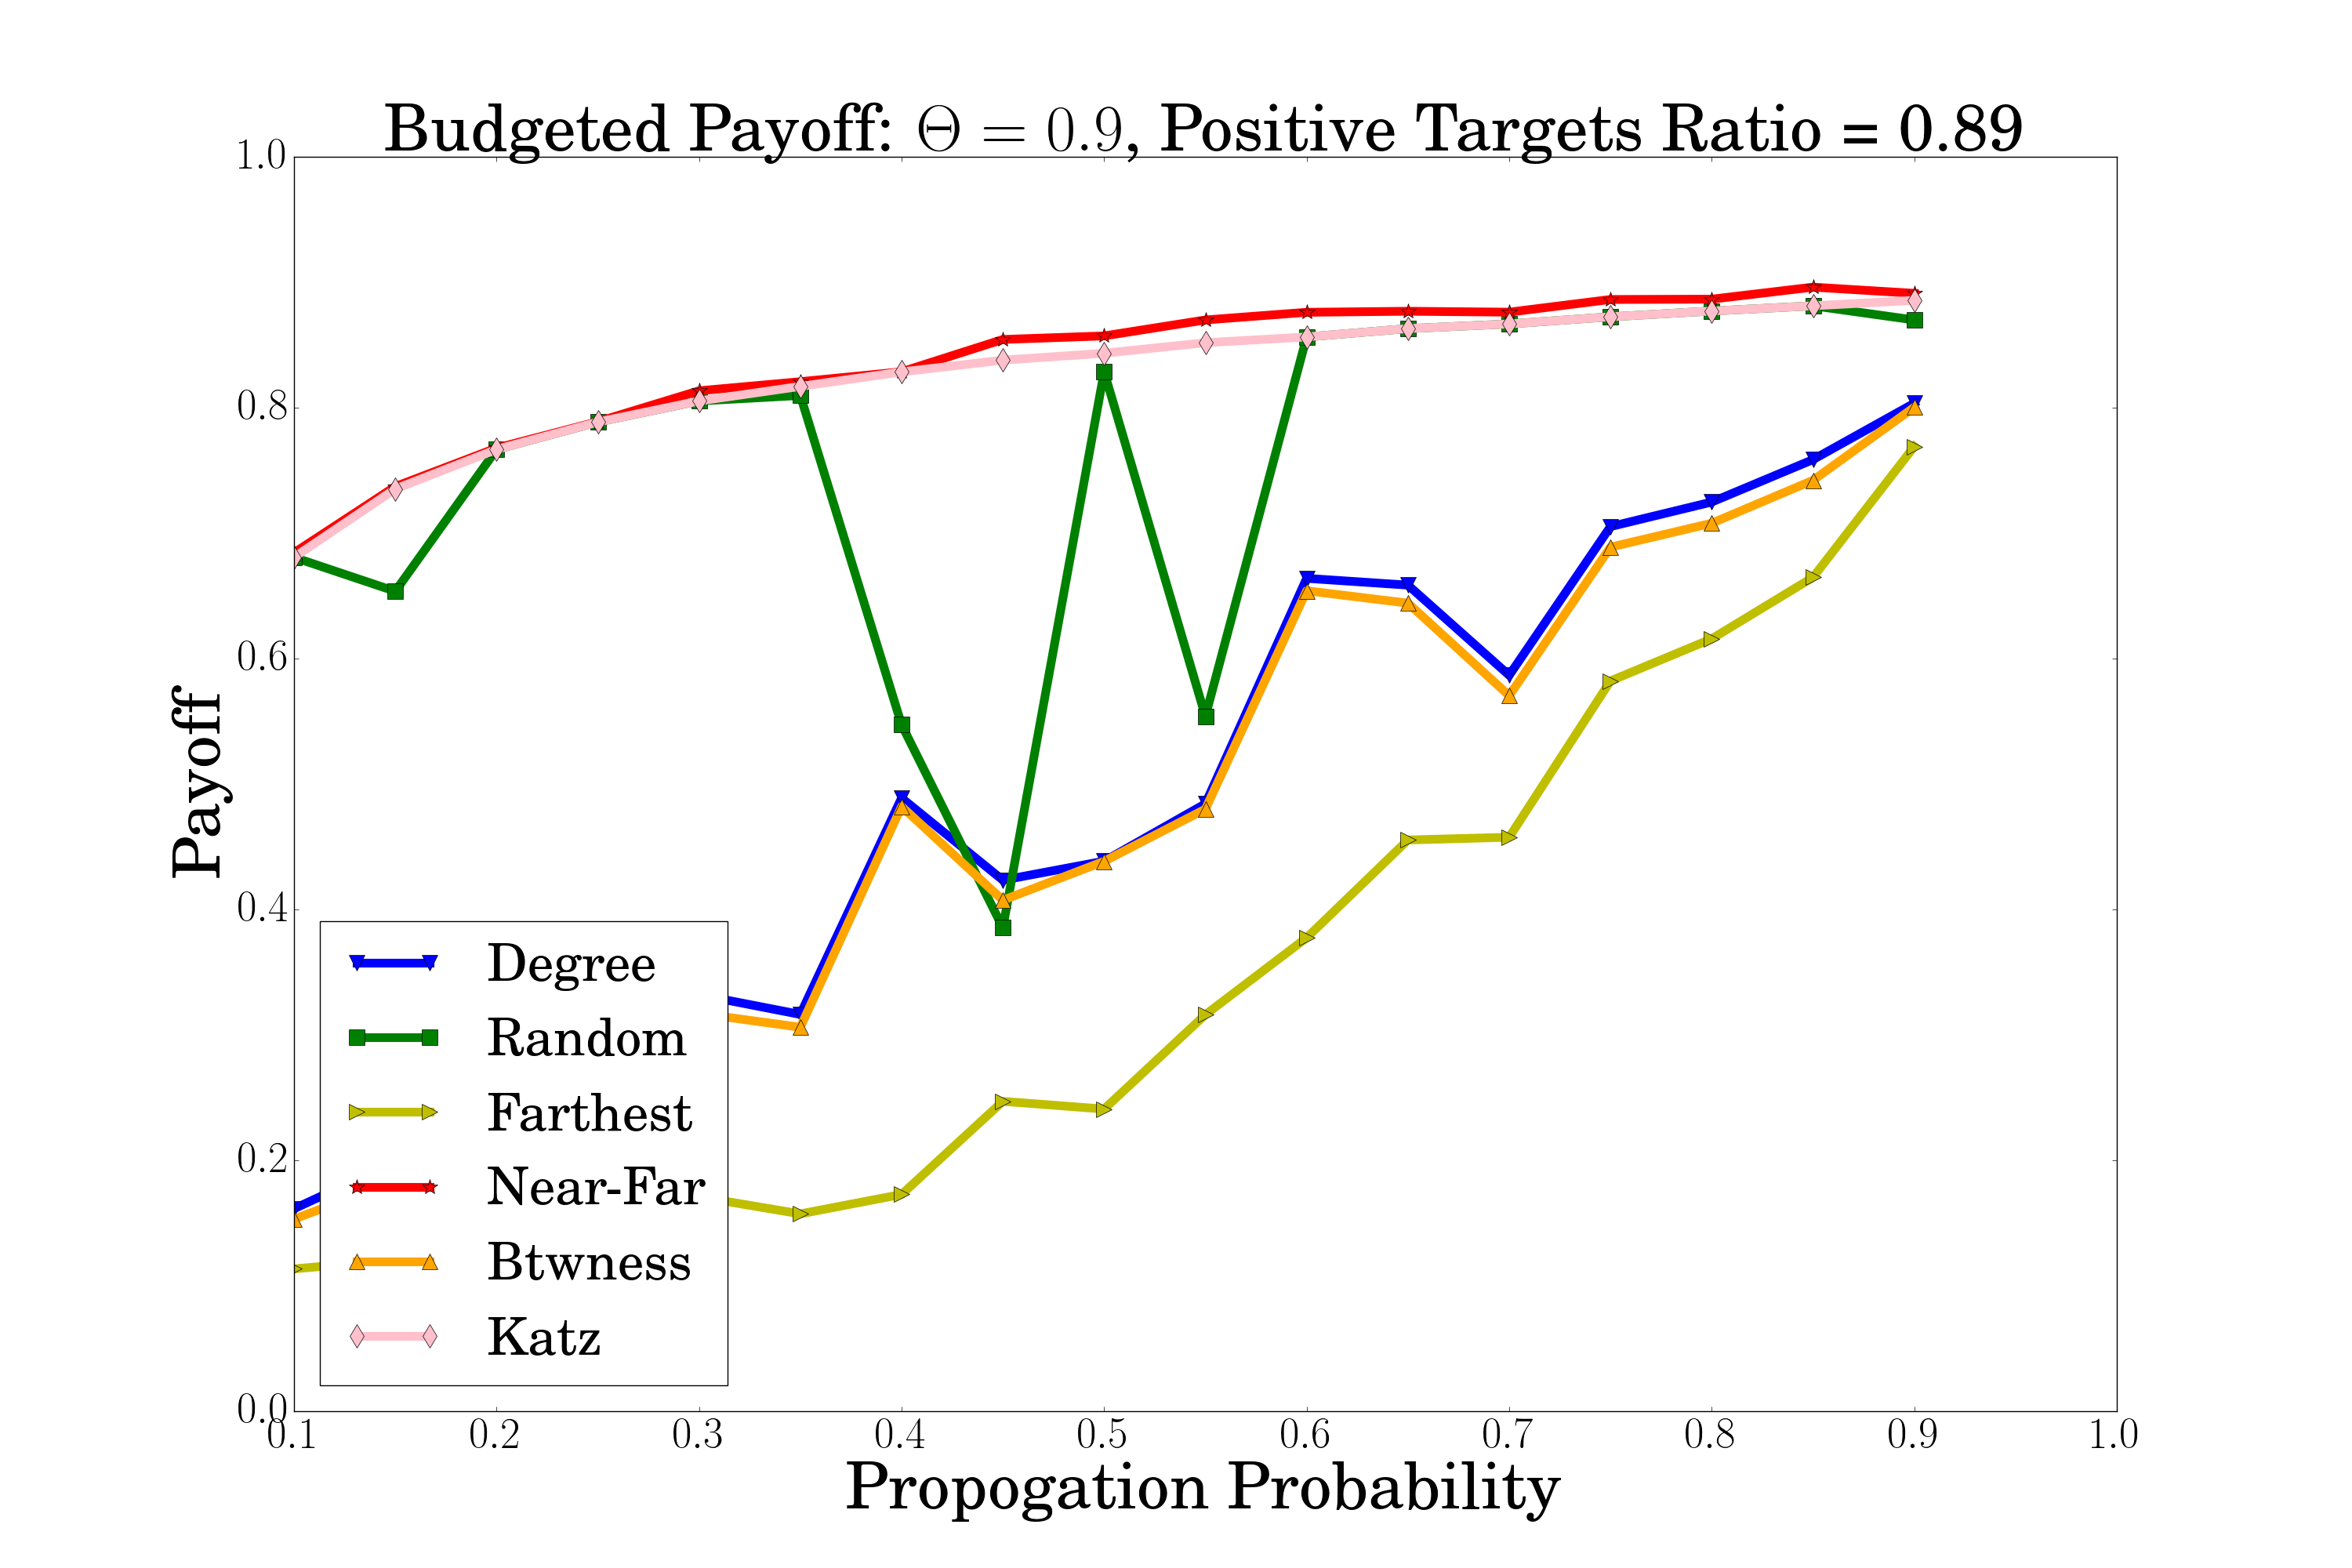 Budgeted Payoff: Θ = 0.9, Positive Targets Ratio = 0.89
1.0
0.8
0.6
0.4
0.2
0.0
Payoff
Degree
Random
Farthest
Near-Far
Btwness
Katz
0.1 0.2 0.3 0.4 0.5 0.6 0.7 0.8 0.9 1.0
Propogation Probability